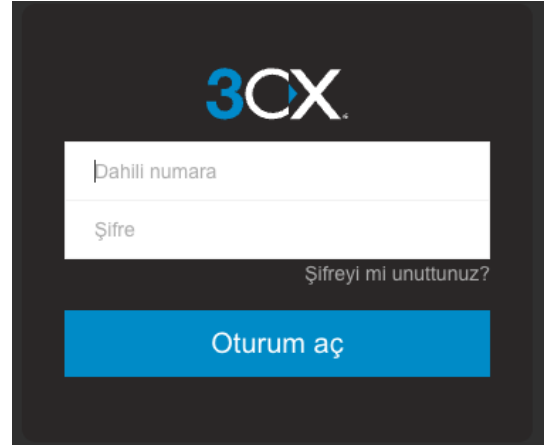 3CX
Dahili numara
Şifre
Şifreyi mi unuttunuz?
Oturum aç